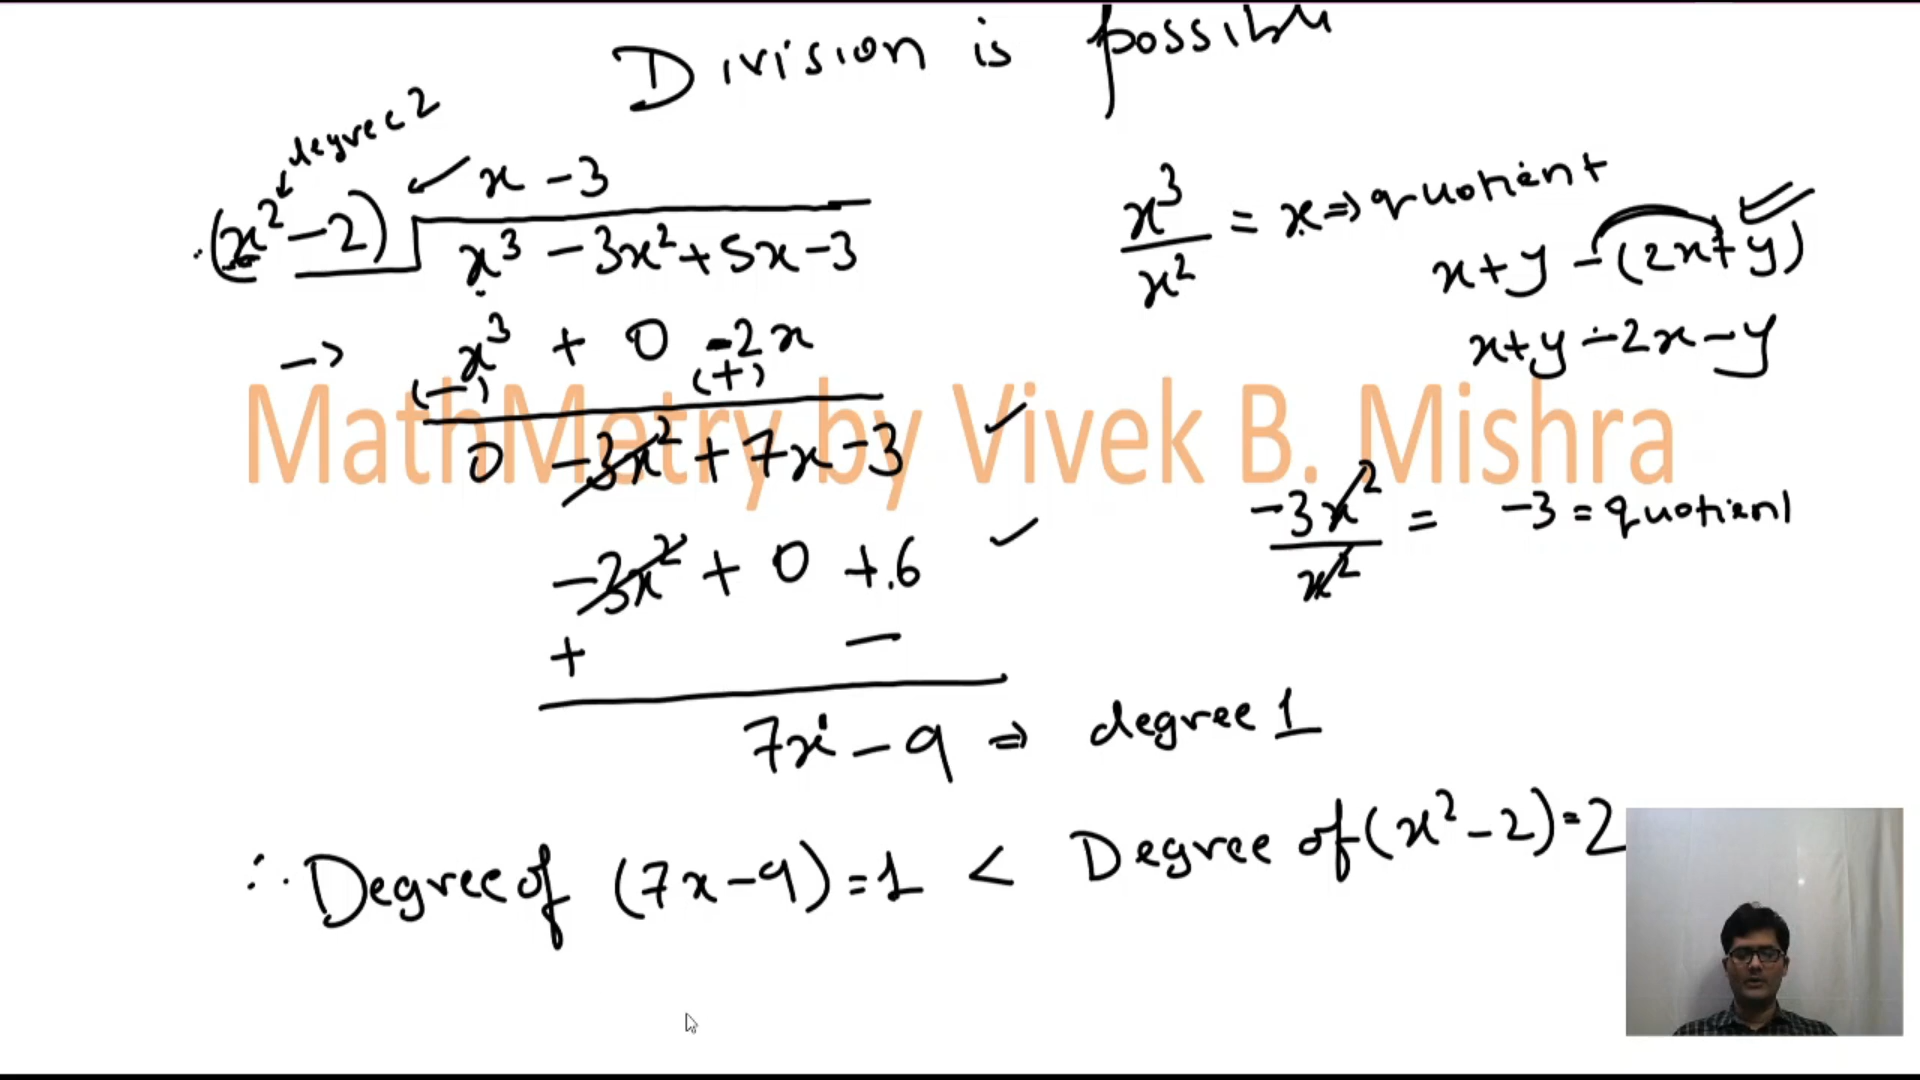 Division is possible
degree 2
x - 3
(x² - 2) x³ - 3x² + 5x - 3
x³/x² = x ⇒ quotient
x + y - (2x + y)
x + y - 2x - y
→ x³ + 0 - 2x
(-) (+)
MathMetry by Vivek B. Mishra
0 - 3x² + 7x - 3
-3x²/x² = -3 = quotient
-3x² + 0 + 6
+ -
7x - 9 ⇒ degree 1
∴ Degree of (7x - 9) = 1 < Degree of (x² - 2) = 2